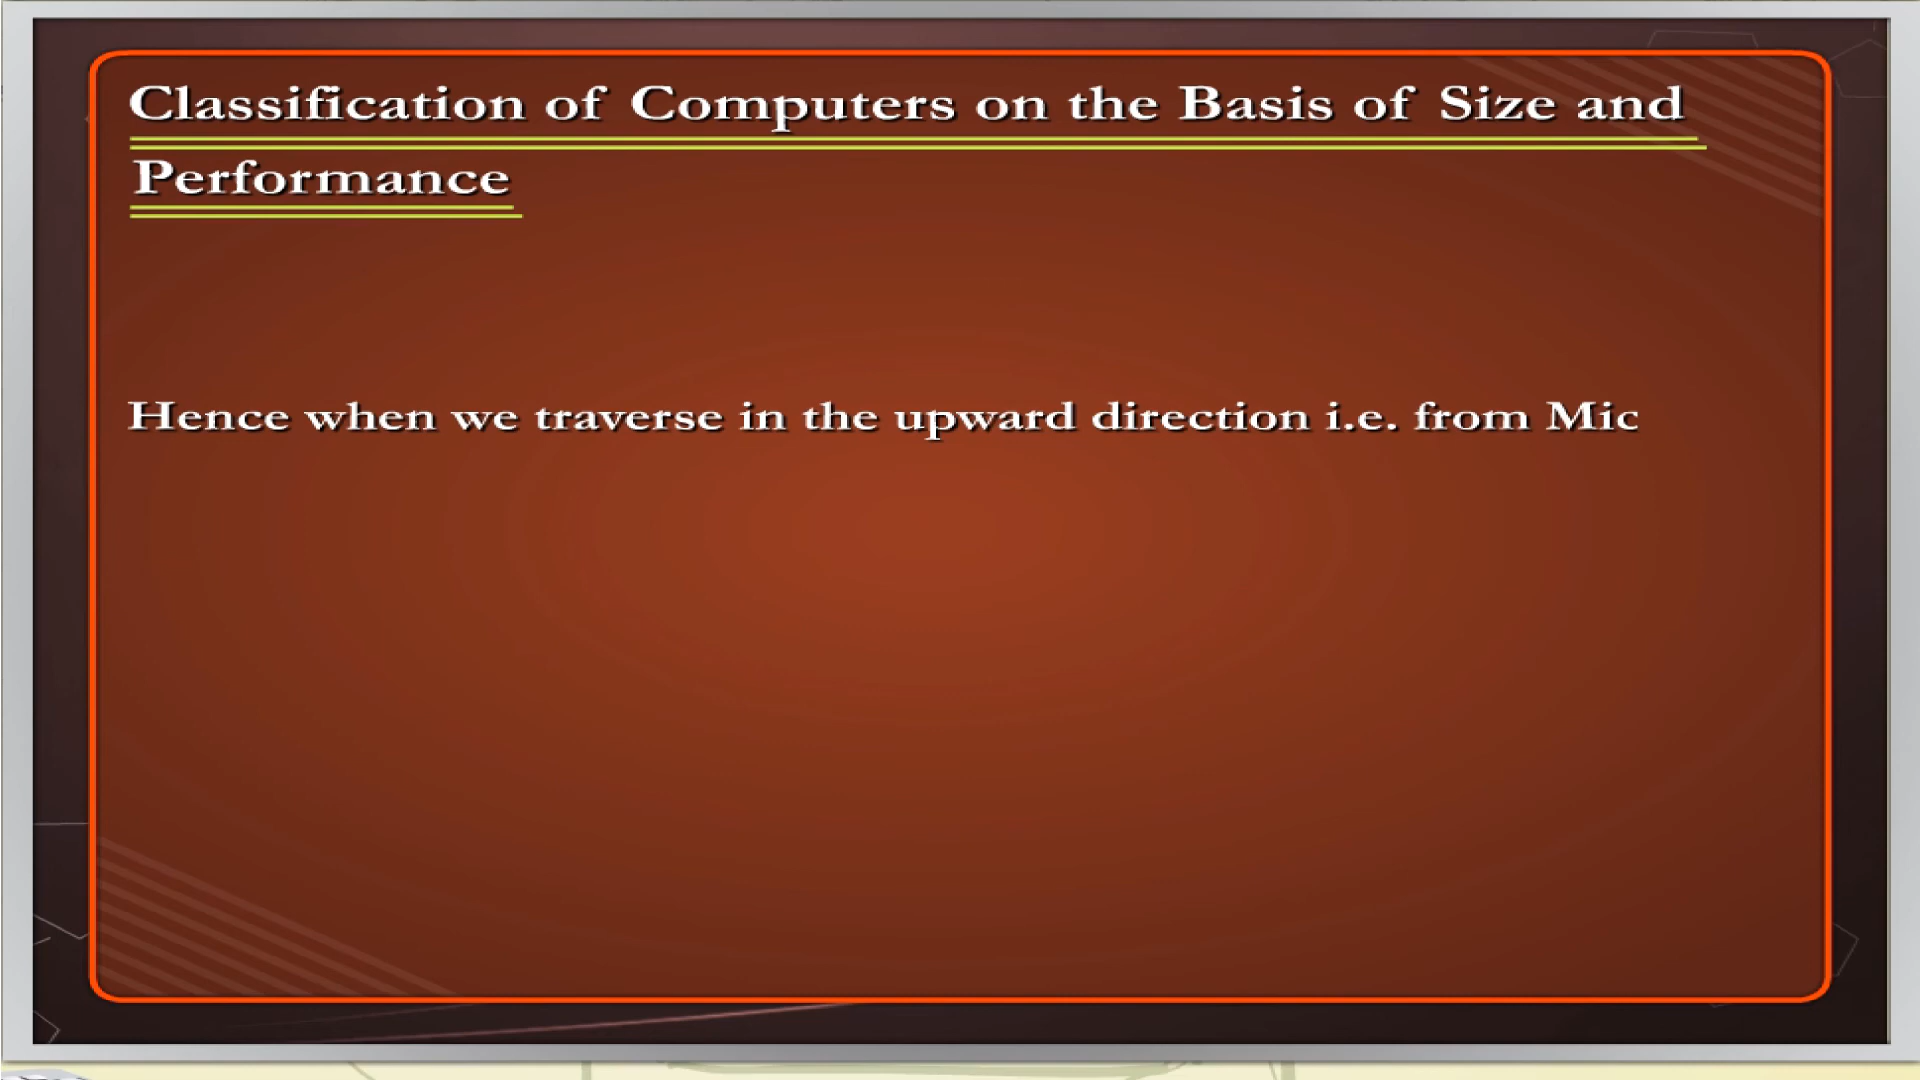 Classification of Computers on the Basis of Size and
Performance
Hence when we traverse in the upward direction i.e. from Mic